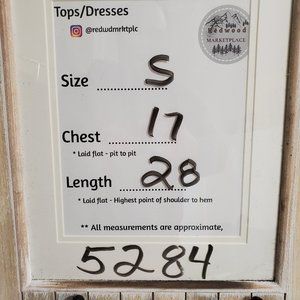 Tops/Dresses
@redwdmrktplc
Redwood
MARKETPLACE
Size ........ S
Chest ........ 17
* Laid flat - pit to pit
Length ........ 28
* Laid flat - Highest point of shoulder to hem
** All measurements are approximate,
5284